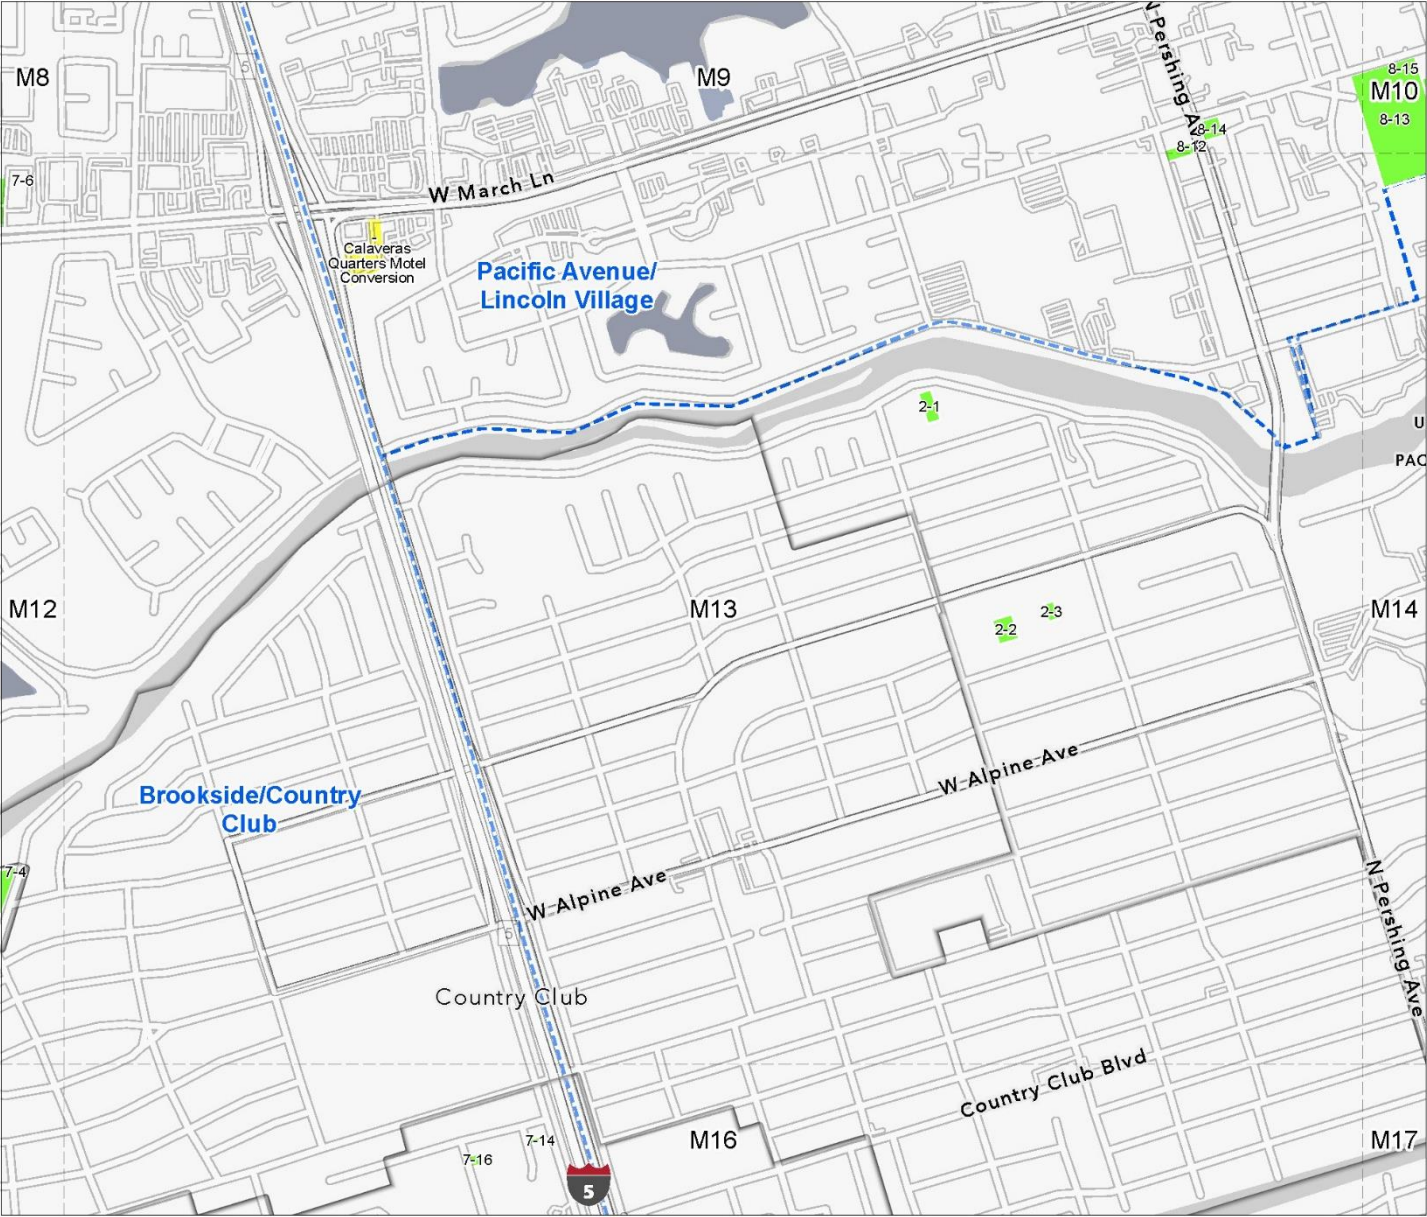 N Pershing Ave
5
M8
M9
8-15
M10
8-13
8-14
8-12
7-6
W March Ln
Calaveras
Quarters Motel
Conversion
Pacific Avenue/
Lincoln Village
2-1
U
PAC
M12
M13
M14
2-3
2-2
W Alpine Ave
Brookside/Country
Club
7-4
W Alpine Ave
N Pershing Ave
5
Country Club
Country Club Blvd
7-14
M16
M17
7-16
5